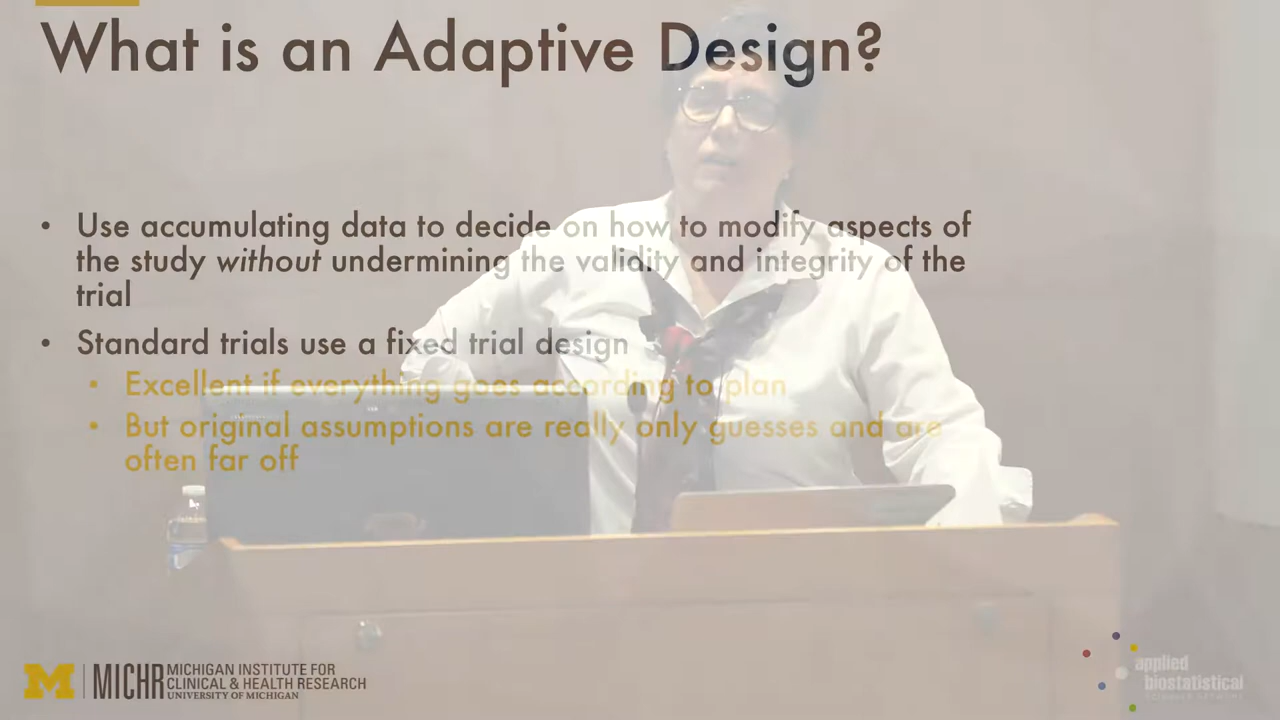 What is an Adaptive Design?
• Use accumulating data to decide on how to modify aspects of
the study without undermining the validity and integrity of the
trial
• Standard trials use a fixed trial design
• Excellent if everything goes according to plan
• But original assumptions are really only guesses and are
often far off
M
MICHR
MICHIGAN INSTITUTE FOR
CLINICAL & HEALTH RESEARCH
UNIVERSITY OF MICHIGAN
applied
biostatistical